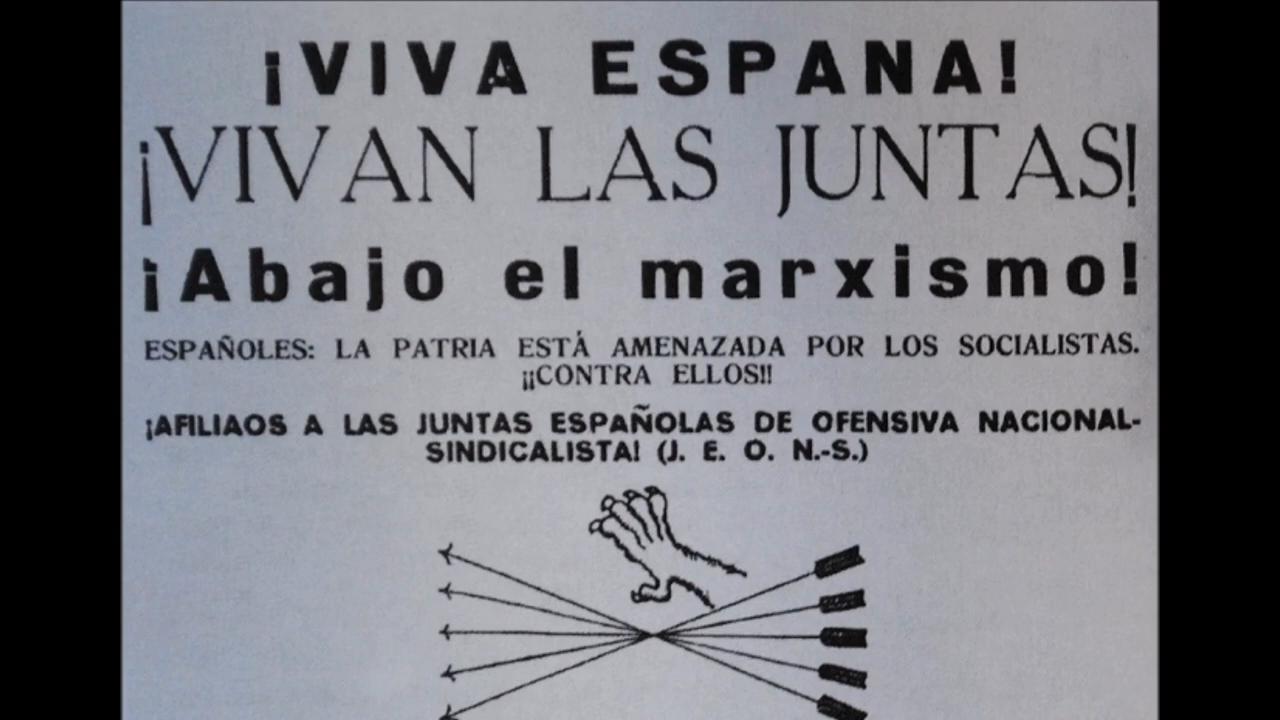 ¡VIVA ESPANA!
¡VIVAN LAS JUNTAS!
¡Abajo el marxismo!
ESPAÑOLES: LA PATRIA ESTÁ AMENAZADA POR LOS SOCIALISTAS.
¡¡CONTRA ELLOS!!
¡AFILIAOS A LAS JUNTAS ESPAÑOLAS DE OFENSIVA NACIONAL-
SINDICALISTA! (J. E. O. N.-S.)